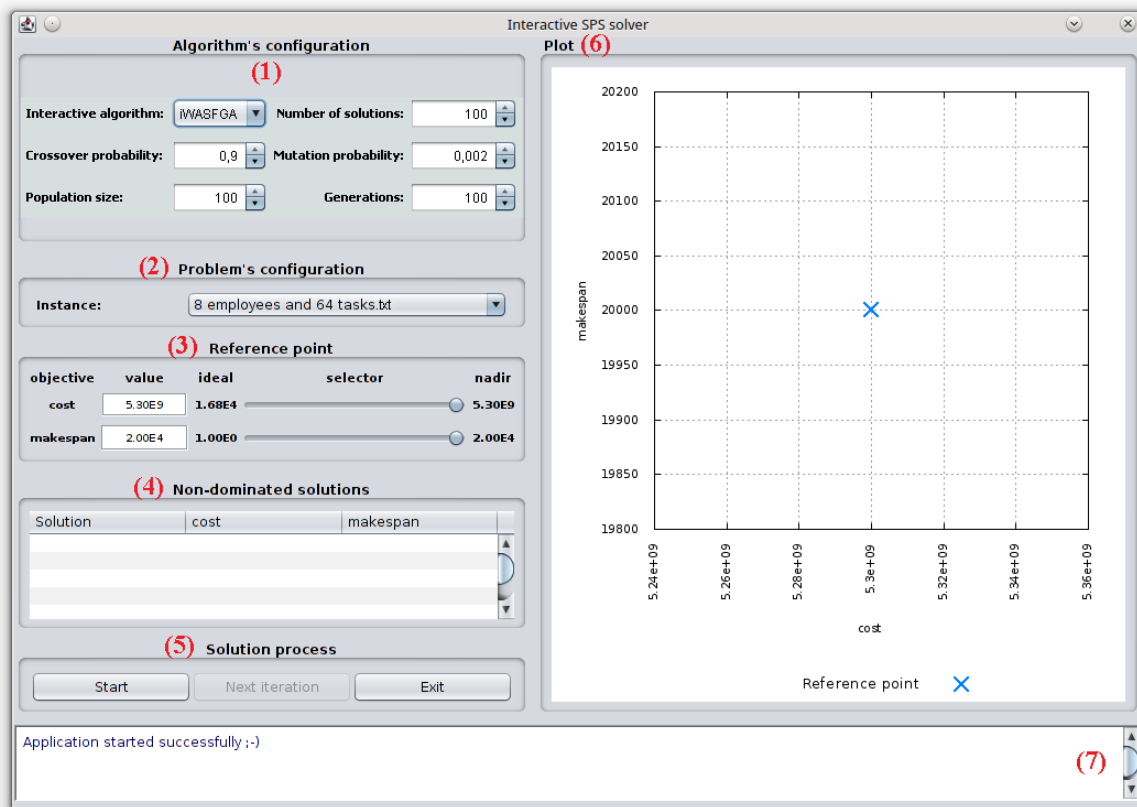 Interactive SPS solver
Algorithm's configuration
(1)
Interactive algorithm: iWASFGA Number of solutions: 100
Crossover probability: 0,9 Mutation probability: 0,002
Population size: 100 Generations: 100
(2) Problem's configuration
Instance: 8 employees and 64 tasks.txt
(3) Reference point
objective value ideal selector nadir
cost 5.30E9 1.68E4 5.30E9
makespan 2.00E4 1.00E0 2.00E4
(4) Non-dominated solutions
Solution cost makespan
(5) Solution process
Start Next iteration Exit
Plot (6)
20200
20150
20100
20050
20000
19950
19900
19850
19800
makespan
5.24e+09 5.26e+09 5.28e+09 5.3e+09 5.32e+09 5.34e+09 5.36e+09
cost
Reference point
Application started successfully ;-)
(7)